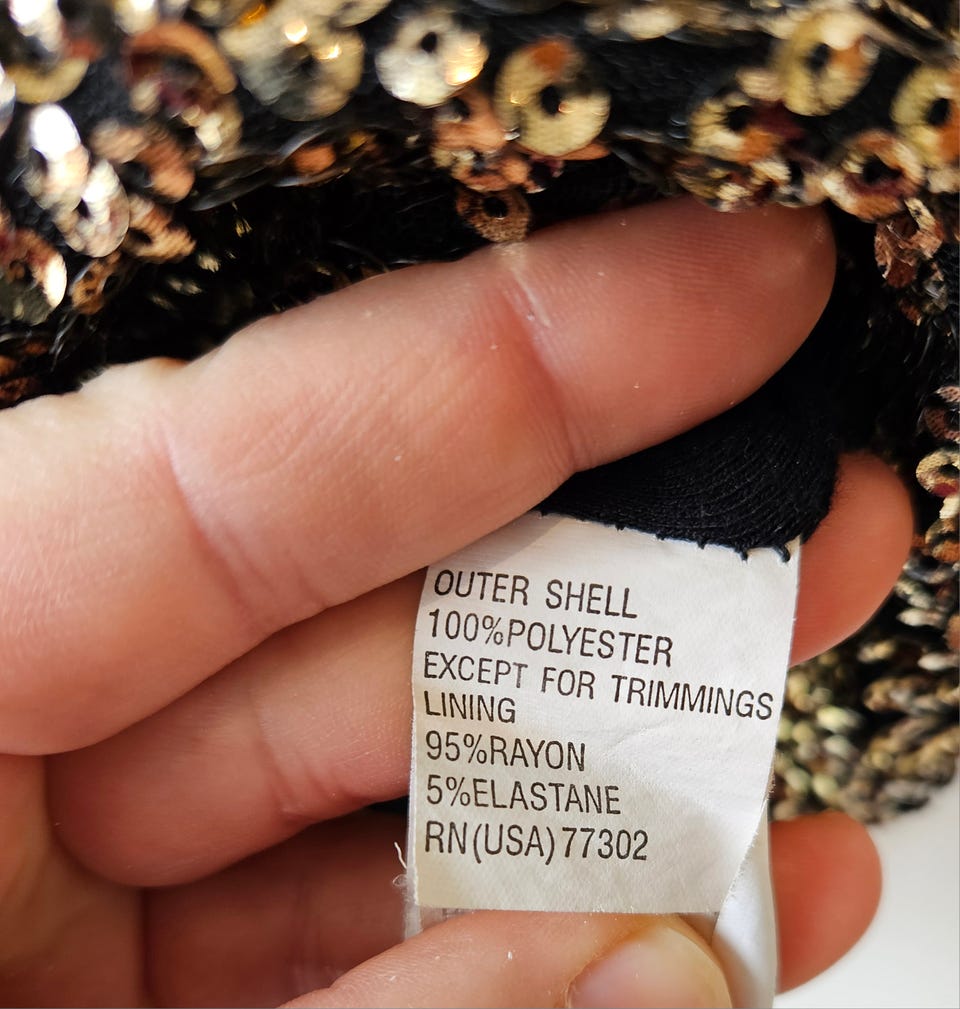 OUTER SHELL
100%POLYESTER
EXCEPT FOR TRIMMINGS
LINING
95%RAYON
5%ELASTANE
RN(USA)77302